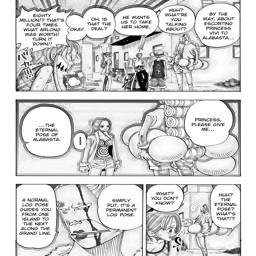 BY THE
WAY, ABOUT
ESCORTING
PRINCESS
VIVI TO
ALABASTA...
HUH?
WHAT'RE
YOU
TALKING
ABOUT?
HE WANTS
US TO TAKE
HER HOME.
OH, IS
THAT THE
DEAL?
OKAY.
EIGHTY
MILLION!? THAT'S
FOUR TIMES WHAT
ARLONG
WAS WORTH!
TURN IT
DOWN!!
PRINCESS,
PLEASE GIVE
ME...
...THE
ETERNAL
POSE OF
ALABASTA.
HUH?
THE
ETERNAL
POSE?
WHAT'S
THAT?
WHAT?
YOU DON'T
KNOW?
SIMPLY
PUT, IT'S A
PERMANENT
LOG POSE.
A NORMAL
LOG POSE
GUIDES YOU
FROM ONE
ISLAND TO
THE NEXT
ALONG THE
GRAND LINE.